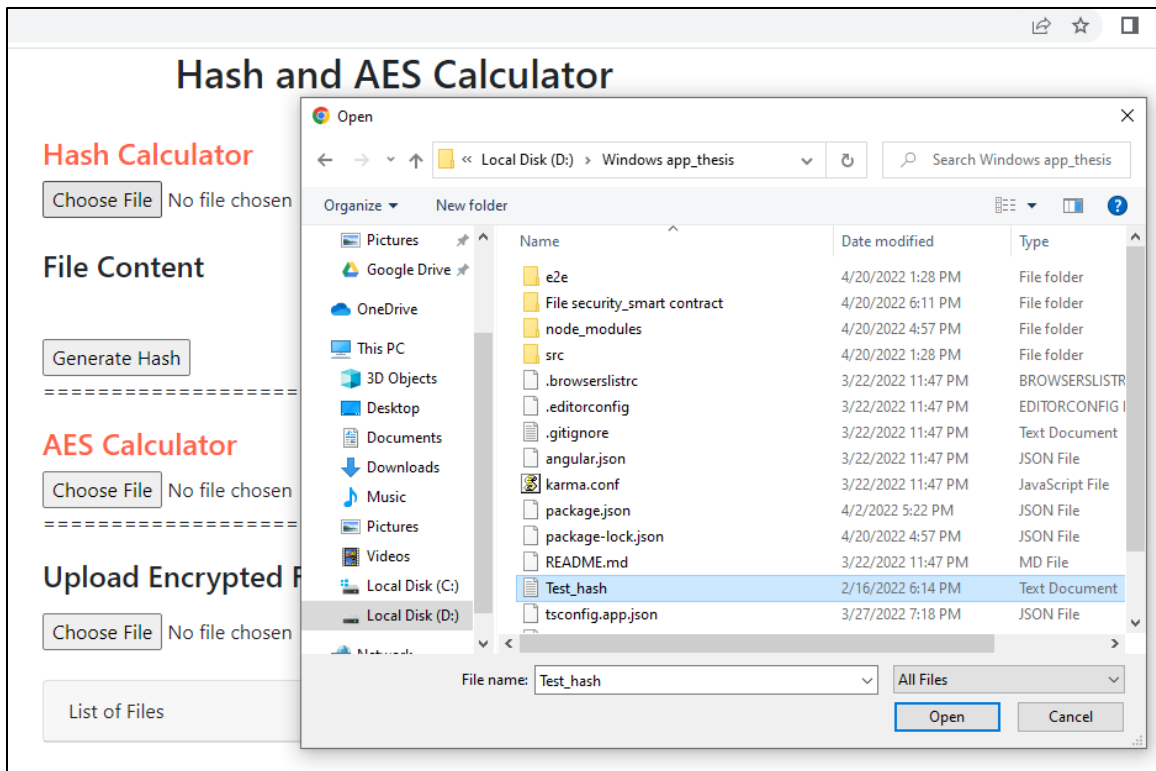 Hash and AES Calculator
Hash Calculator
Choose File No file chosen
File Content
Generate Hash
====================
AES Calculator
Choose File No file chosen
====================
Upload Encrypted
Choose File No file chosen
List of Files
Open
« Local Disk (D:) › Windows app_thesis
Search Windows app_thesis
Organize New folder
Pictures
Google Drive
OneDrive
This PC
3D Objects
Desktop
Documents
Downloads
Music
Pictures
Videos
Local Disk (C:)
Local Disk (D:)
Network
Name Date modified Type
e2e 4/20/2022 1:28 PM File folder
File security_smart contract 4/20/2022 6:11 PM File folder
node_modules 4/20/2022 4:57 PM File folder
src 4/20/2022 1:28 PM File folder
.browserslistrc 3/22/2022 11:47 PM BROWSERSLISTR
.editorconfig 3/22/2022 11:47 PM EDITORCONFIG
.gitignore 3/22/2022 11:47 PM Text Document
angular.json 3/22/2022 11:47 PM JSON File
karma.conf 3/22/2022 11:47 PM JavaScript File
package.json 4/2/2022 5:22 PM JSON File
package-lock.json 4/20/2022 4:57 PM JSON File
README.md 3/22/2022 11:47 PM MD File
Test_hash 2/16/2022 6:14 PM Text Document
tsconfig.app.json 3/27/2022 7:18 PM JSON File
File name: Test_hash All Files
Open Cancel